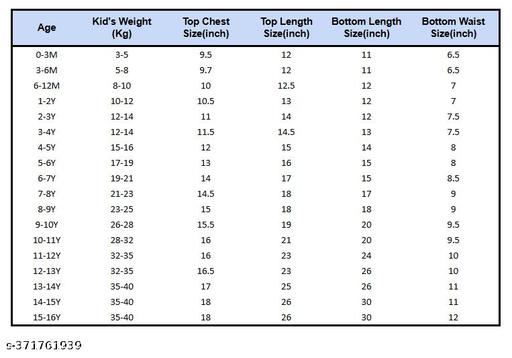 Age Kid's Weight (Kg) Top Chest Size(inch) Top Length Size(inch) Bottom Length Size(inch) Bottom Waist Size(inch)
0-3M 3-5 9.5 12 11 6.5
3-6M 5-8 9.7 12 11 6.5
6-12M 8-10 10 12.5 12 7
1-2Y 10-12 10.5 13 12 7
2-3Y 12-14 11 14 12 7.5
3-4Y 12-14 11.5 14.5 13 7.5
4-5Y 15-16 12 15 14 8
5-6Y 17-19 13 16 15 8
6-7Y 19-21 14 17 15 8.5
7-8Y 21-23 14.5 18 17 9
8-9Y 23-25 15 18 18 9
9-10Y 26-28 15.5 19 20 9.5
10-11Y 28-32 16 21 20 9.5
11-12Y 32-35 16 23 24 10
12-13Y 32-35 16.5 23 26 10
13-14Y 35-40 17 25 26 11
14-15Y 35-40 18 26 30 11
15-16Y 35-40 18 26 30 12
s-371761939